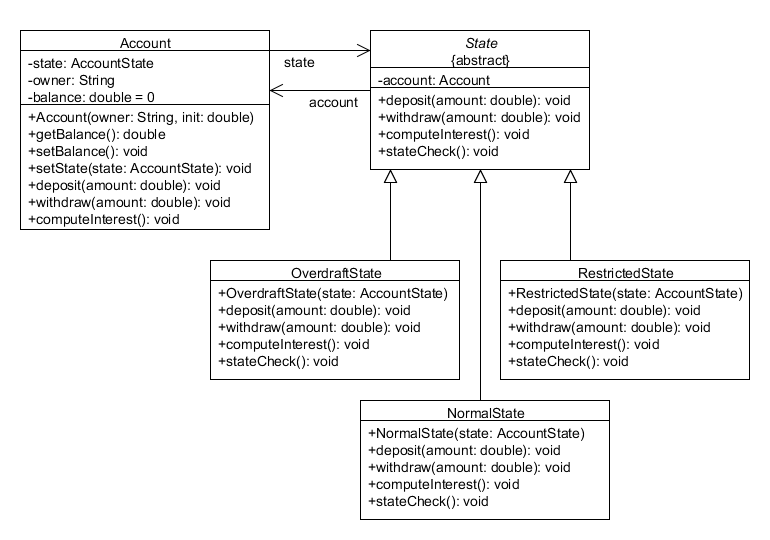 Account
-state: AccountState
-owner: String
-balance: double = 0
+Account(owner: String, init: double)
+getBalance(): double
+setBalance(): void
+setState(state: AccountState): void
+deposit(amount: double): void
+withdraw(amount: double): void
+computeInterest(): void
state
account
State
{abstract}
-account: Account
+deposit(amount: double): void
+withdraw(amount: double): void
+computeInterest(): void
+stateCheck(): void
OverdraftState
+OverdraftState(state: AccountState)
+deposit(amount: double): void
+withdraw(amount: double): void
+computeInterest(): void
+stateCheck(): void
RestrictedState
+RestrictedState(state: AccountState)
+deposit(amount: double): void
+withdraw(amount: double): void
+computeInterest(): void
+stateCheck(): void
NormalState
+NormalState(state: AccountState)
+deposit(amount: double): void
+withdraw(amount: double): void
+computeInterest(): void
+stateCheck(): void